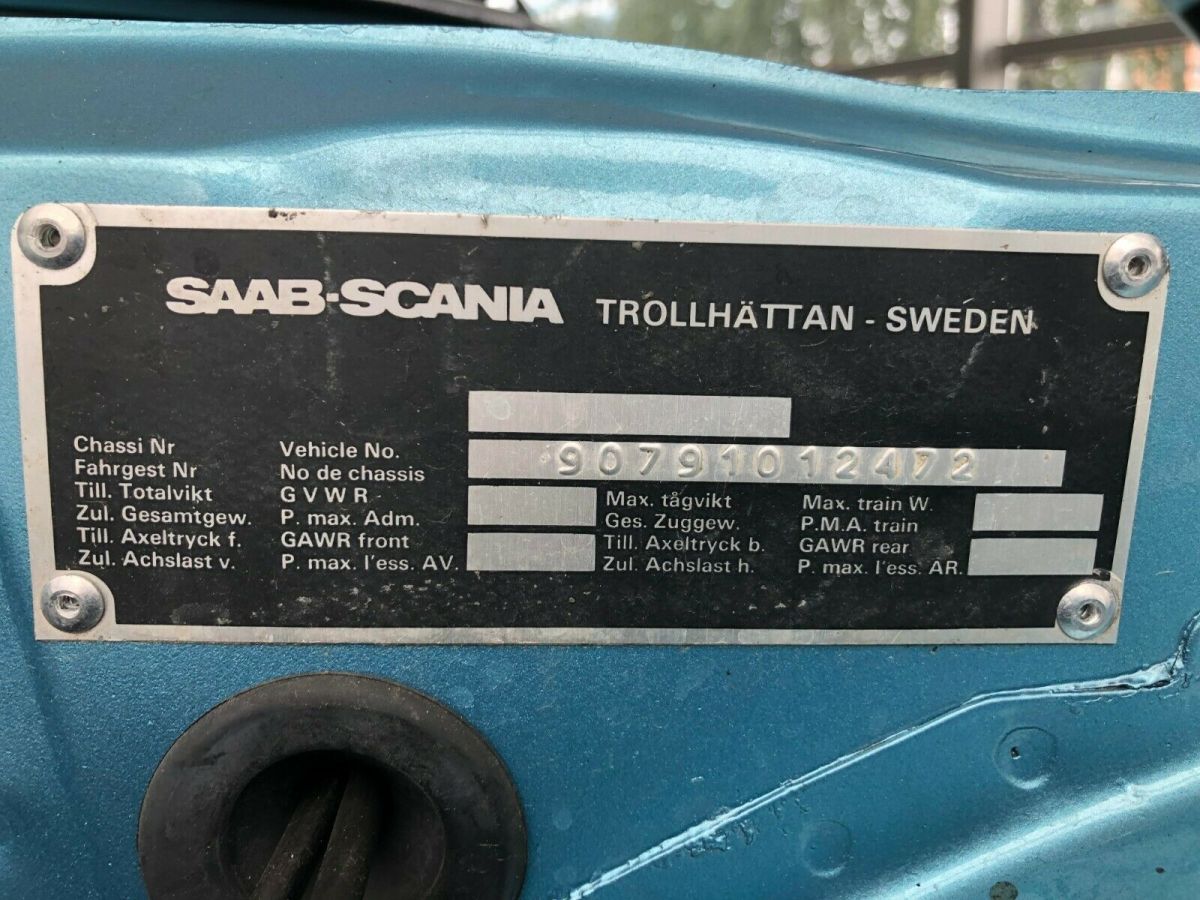 SAAB-SCANIA TROLLHÄTTAN - SWEDEN
Chassi Nr Vehicle No.
Fahrgest Nr No de chassis 90791012472
Till. Totalvikt G V W R Max. tågvikt Max. train W.
Zul. Gesamtgew. P. max. Adm. Ges. Zuggew. P.M.A. train
Till. Axeltryck f. GAWR front Till. Axeltryck b. GAWR rear
Zul. Achslast v. P. max. l'ess. AV. Zul. Achslast h. P. max. l'ess. AR.